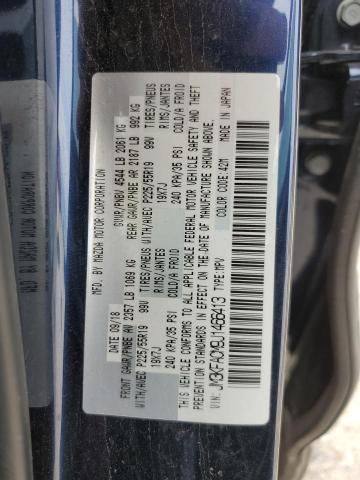 MFD. BY MAZDA MOTOR CORPORATION
DATE 09/18 GVWR/PNBV 4544 LB 2061 KG
FRONT GAWR/PNBE AV 2357 LB 1069 KG REAR GAWR/PNBE AR 2187 LB 992 KG
WITH/AVEC P225/55R19 99V TIRES/PNEUS WITH/AVEC P225/55R19 99V TIRES/PNEUS
19X7J RIMS/JANTES 19X7J RIMS/JANTES
240 KPA/35 PSI COLD/A FROID 240 KPA/35 PSI COLD/A FROID
THIS VEHICLE CONFORMS TO ALL APPLICABLE FEDERAL MOTOR VEHICLE SAFETY AND THEFT
PREVENTION STANDARDS IN EFFECT ON THE DATE OF MANUFACTURE SHOWN ABOVE.
MADE IN JAPAN
TYPE:MPV COLOR CODE: 42M